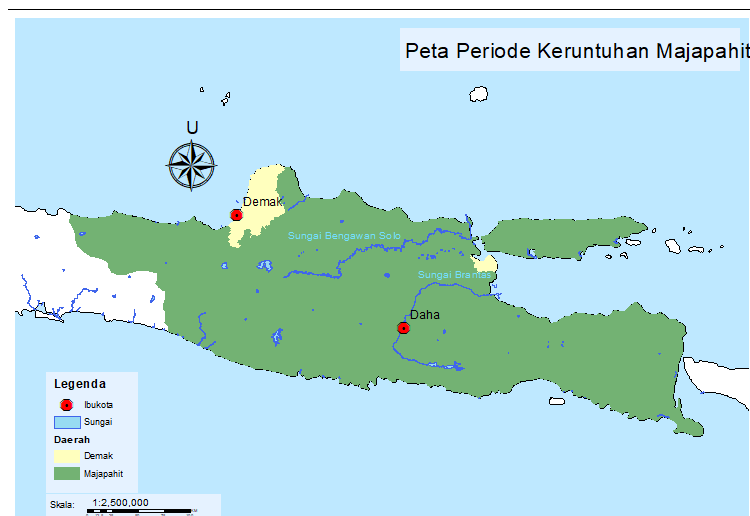 Peta Periode Keruntuhan Majapahit
U
Demak
Sungai Bengawan Solo
Sungai Brantas
Daha
Legenda
Ibukota
Sungai
Daerah
Demak
Majapahit
Skala: 1:2,500,000